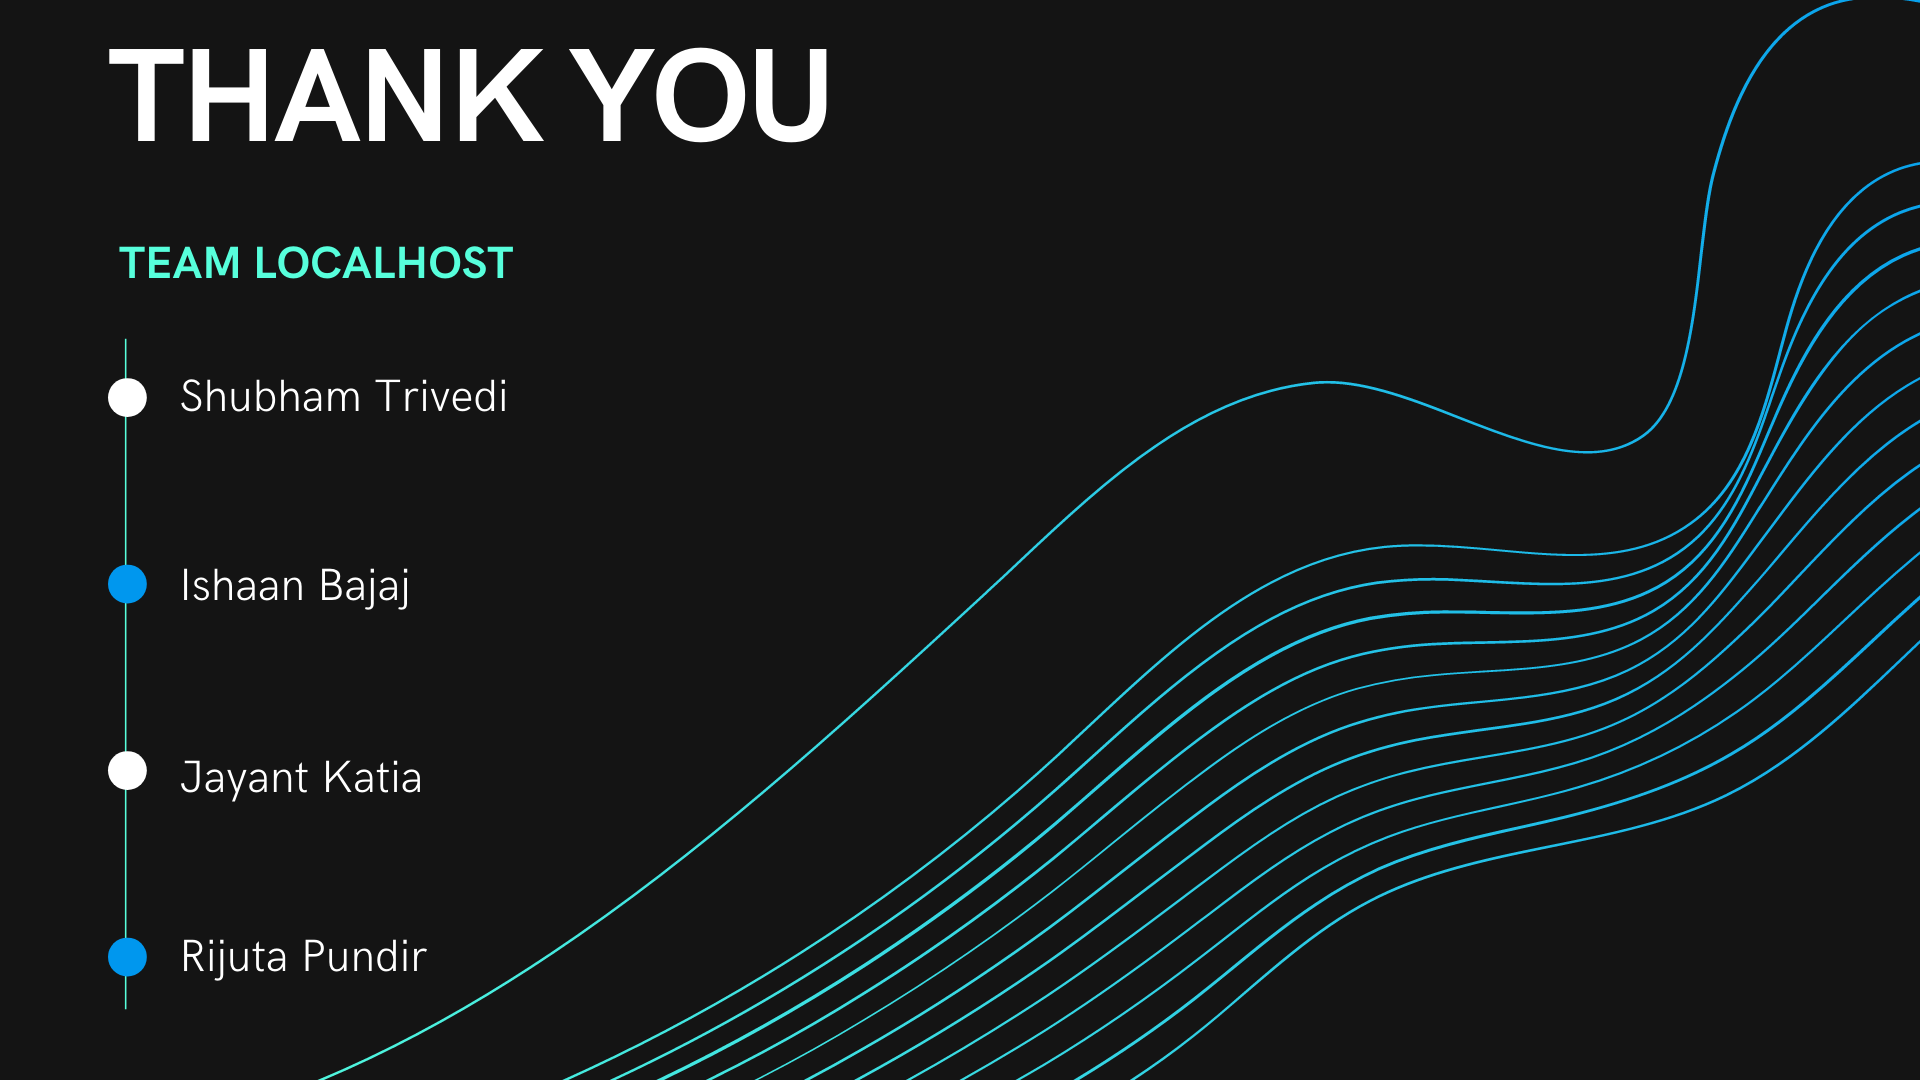 THANK YOU
TEAM LOCALHOST
Shubham Trivedi
Ishaan Bajaj
Jayant Katia
Rijuta Pundir